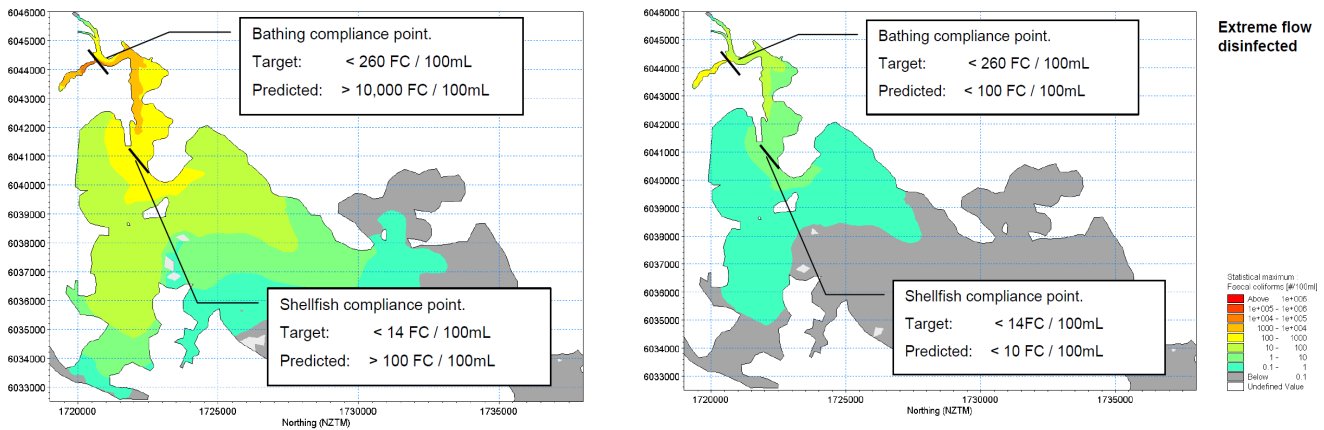 6046000
6045000
6044000
6043000
6042000
6041000
6040000
6039000
6038000
6037000
6036000
6035000
6034000
6033000
1720000 1725000 1730000 1735000
Northing (NZTM)
Bathing compliance point.
Target: < 260 FC / 100mL
Predicted: > 10,000 FC / 100mL
Shellfish compliance point.
Target: < 14 FC / 100mL
Predicted: > 100 FC / 100mL
6046000
6045000
6044000
6043000
6042000
6041000
6040000
6039000
6038000
6037000
6036000
6035000
6034000
6033000
1720000 1725000 1730000 1735000
Northing (NZTM)
Bathing compliance point.
Target: < 260 FC / 100mL
Predicted: < 100 FC / 100mL
Shellfish compliance point.
Target: < 14FC / 100mL
Predicted: < 10 FC / 100mL
Extreme flow
disinfected
Statistical maximum
Faecal coliforms [#/100ml]
Above 1e+006
1e+005 - 1e+006
1e+004 - 1e+005
1000 - 1e+004
100 - 1000
10 - 100
1 - 10
0.1 - 1
Below 0.1
Undefined Value